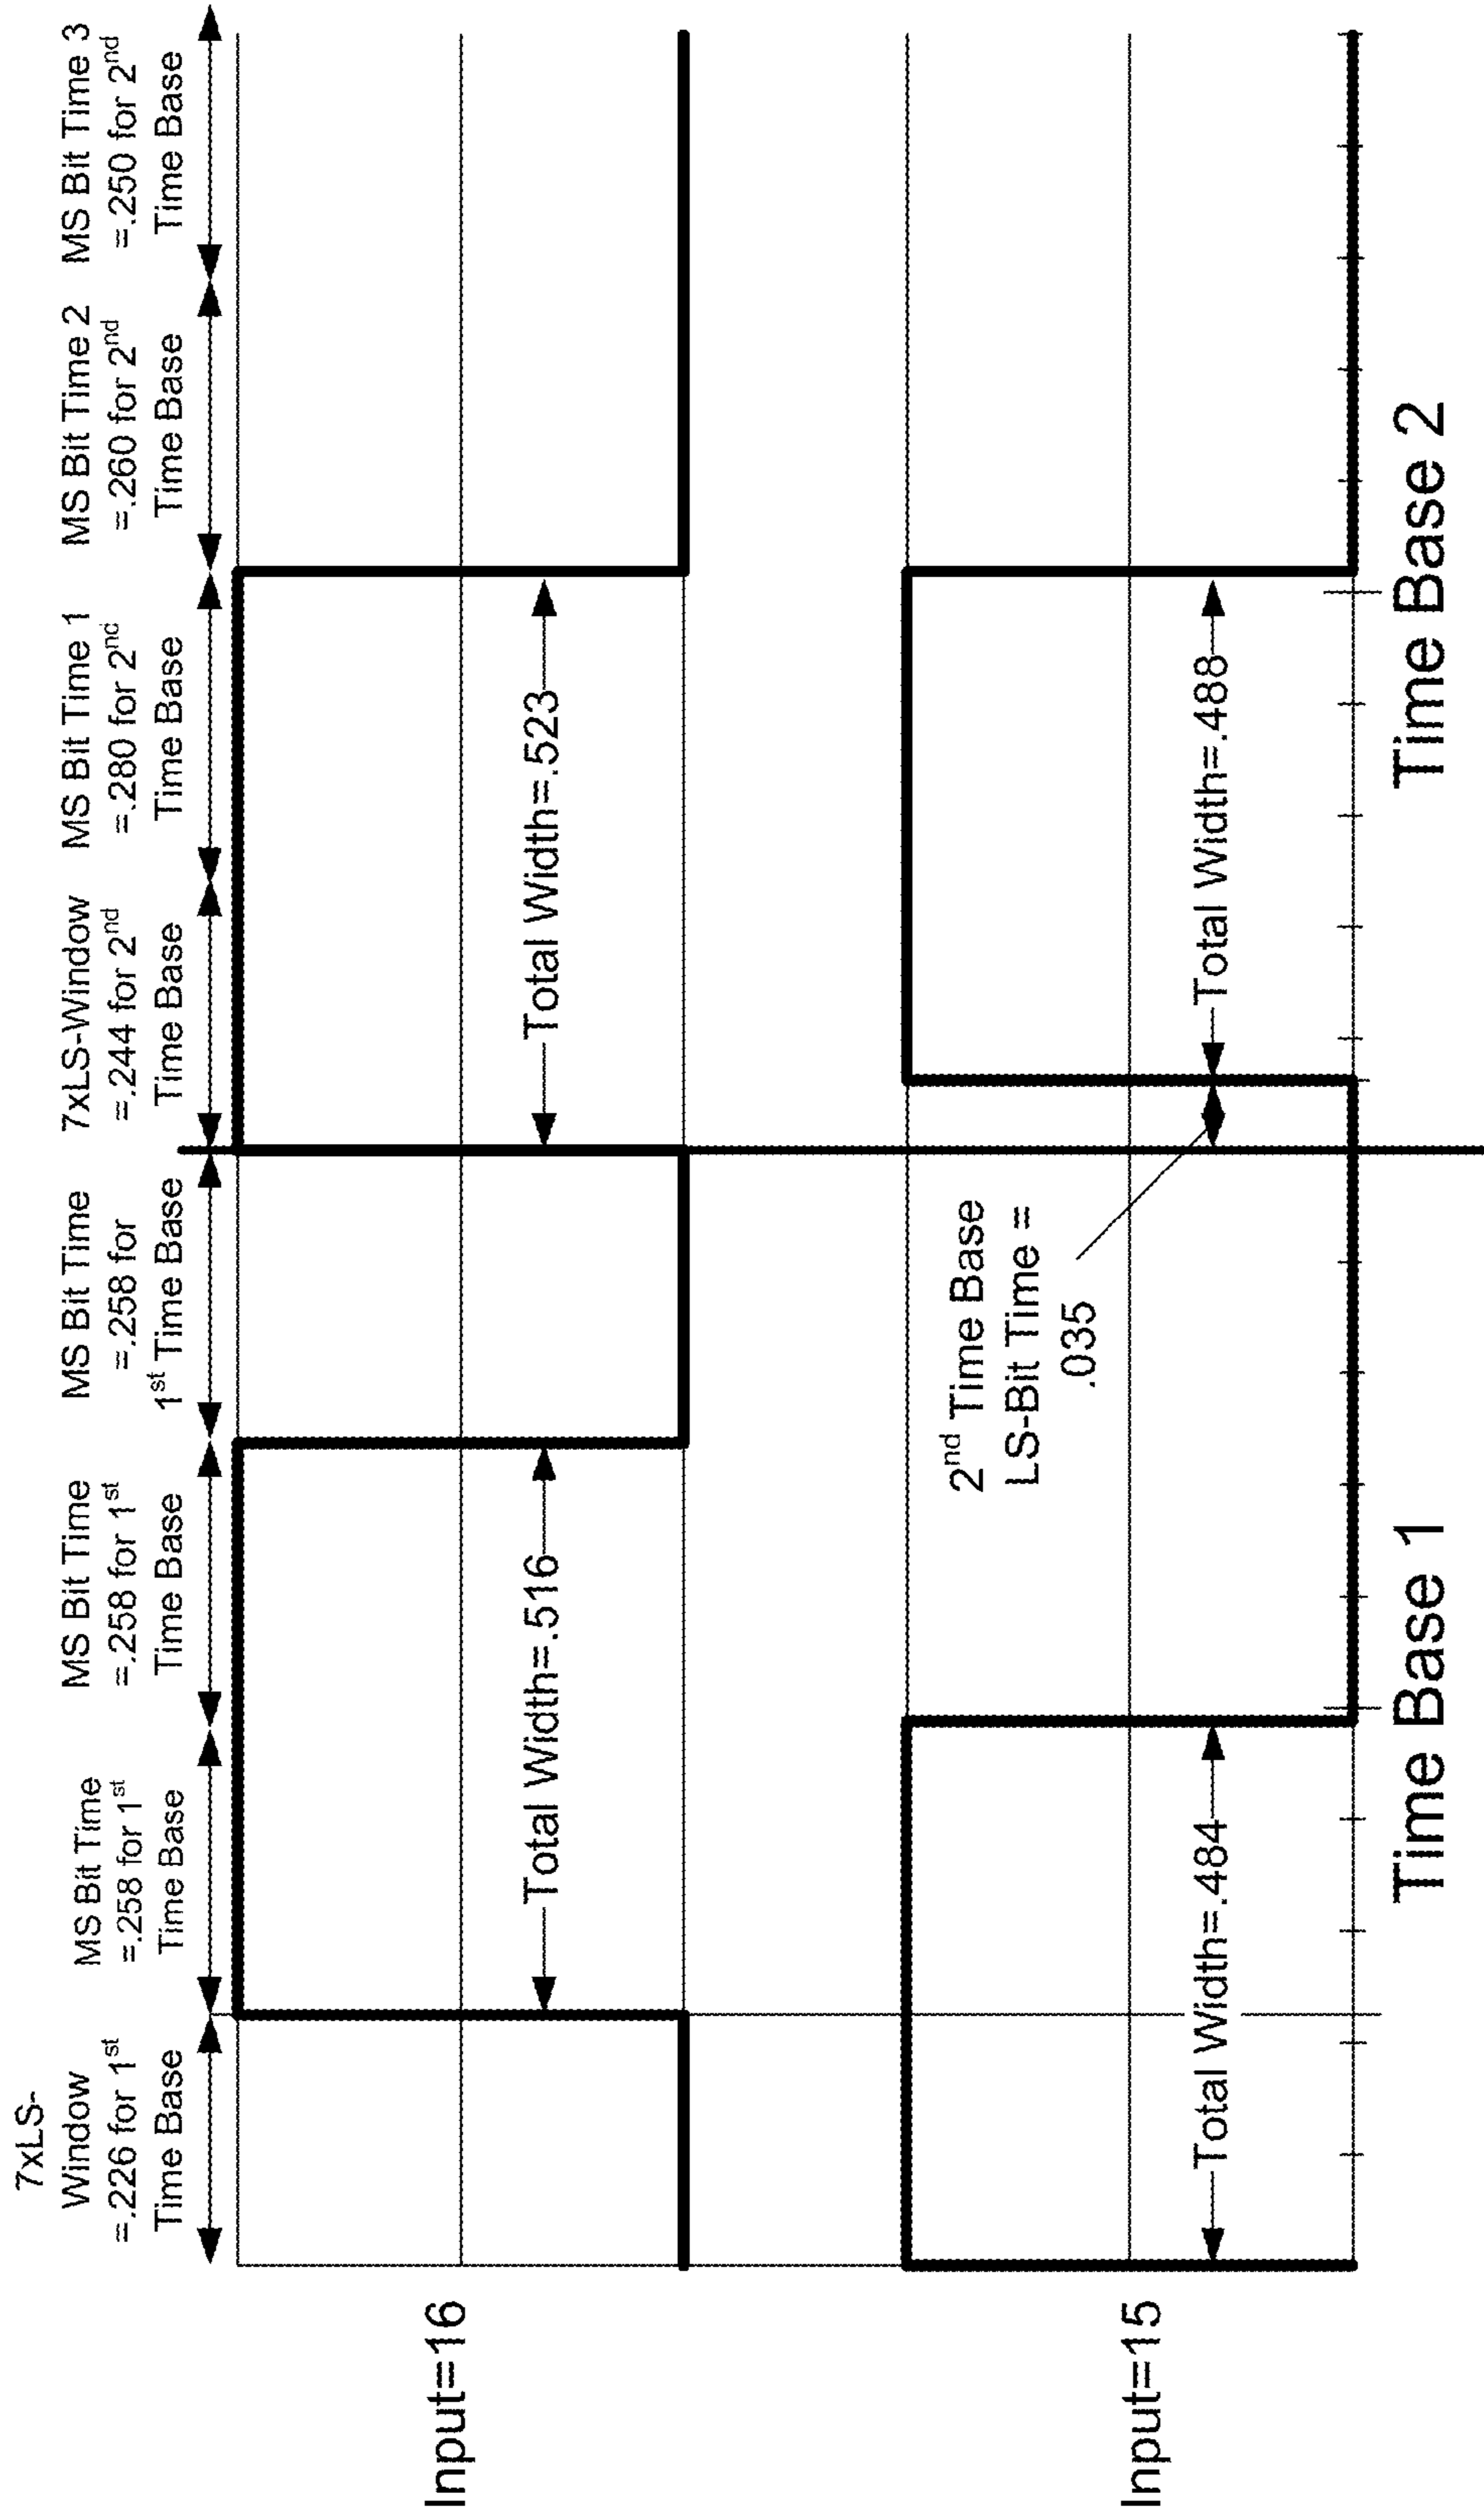 7xLS-
Window
=.226 for 1st
Time Base
MS Bit Time
=.258 for 1st
Time Base
MS Bit Time
=.258 for 1st
Time Base
MS Bit Time
=.258 for
1st Time Base
7xLS-Window
=.244 for 2nd
Time Base
MS Bit Time 1
=.280 for 2nd
Time Base
MS Bit Time 2
=.260 for 2nd
Time Base
MS Bit Time 3
=.250 for 2nd
Time Base
Input=16
Total Width=.516
Total Width=.523
Input=15
Total Width=.484
2nd Time Base
LS-Bit Time =
.035
Total Width=.488
Time Base 1
Time Base 2